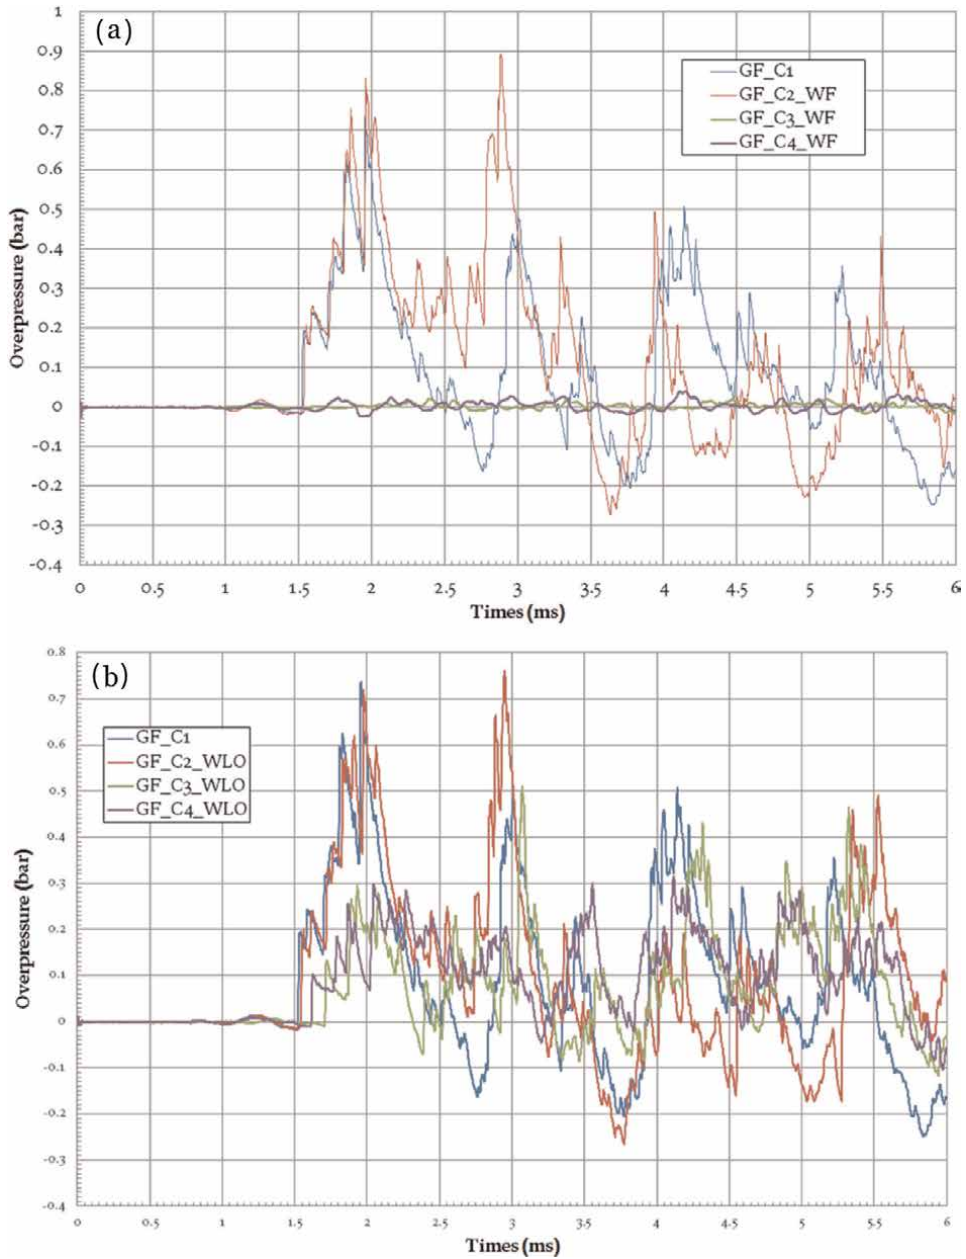 (a)
1
0.9
0.8
0.7
0.6
0.5
0.4
0.3
0.2
0.1
0
-0.1
-0.2
-0.3
-0.4
Overpressure (bar)
GF_C1
GF_C2_WF
GF_C3_WF
GF_C4_WF
0 0.5 1 1.5 2 2.5 3 3.5 4 4.5 5 5.5 6
Times (ms)
(b)
0.8
0.7
0.6
0.5
0.4
0.3
0.2
0.1
0
-0.1
-0.2
-0.3
-0.4
Overpressure (bar)
GF_C1
GF_C2_WLO
GF_C3_WLO
GF_C4_WLO
0 0.5 1 1.5 2 2.5 3 3.5 4 4.5 5 5.5 6
Times (ms)